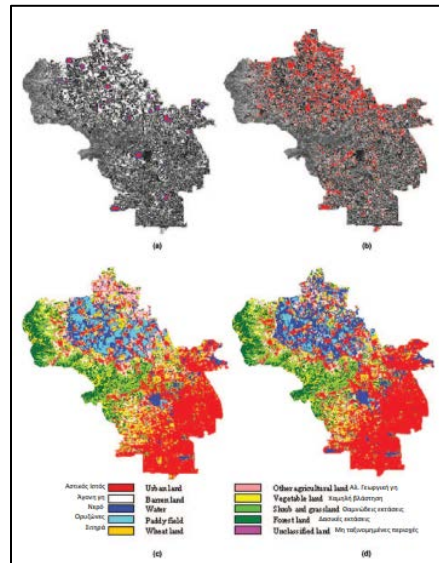 (a) (b)
Αστικός Ιστός Urban land Other agricultural land Αλ. Γεωργική γη
Άγονη γη Barren land Vegetable land Χαμηλή βλάστηση
Νερό Water Shrub and grassland Θαμνώδεις εκτάσεις
Ορυζώνες Paddy field Forest land Δασικές εκτάσεις
Σιτηρά Wheat land Unclassified land Μη ταξινομημένες περιοχές
(c) (d)